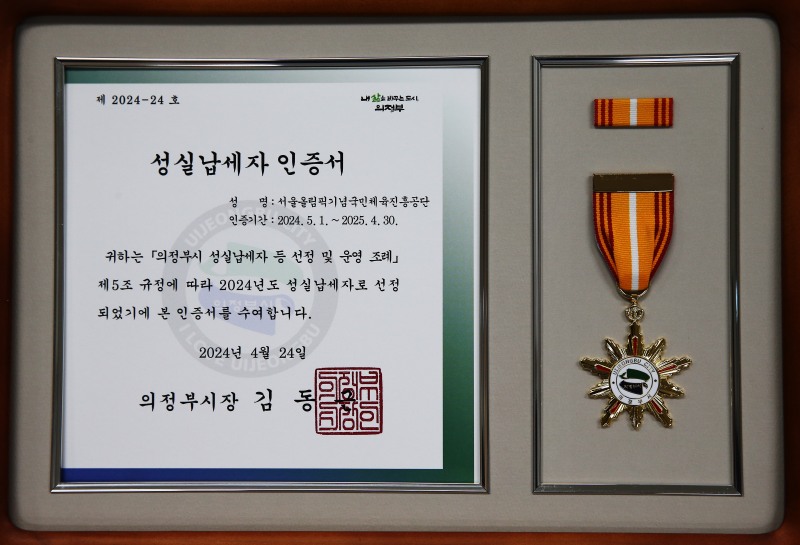 제 2024-24 호
내 삶을 바꾸는 도시,
의정부
성실납세자 인증서
성 명 : 서울올림픽기념국민체육진흥공단
인증기간 : 2024. 5. 1. ~ 2025. 4. 30.
귀하는 「의정부시 성실납세자 등 선정 및 운영 조례」
제5조 규정에 따라 2024년도 성실납세자로 선정
되었기에 본 인증서를 수여합니다.
2024년 4월 24일
의정부시장 김 동 근
UIJEONGBU CITY
I LOVE UIJEONGBU